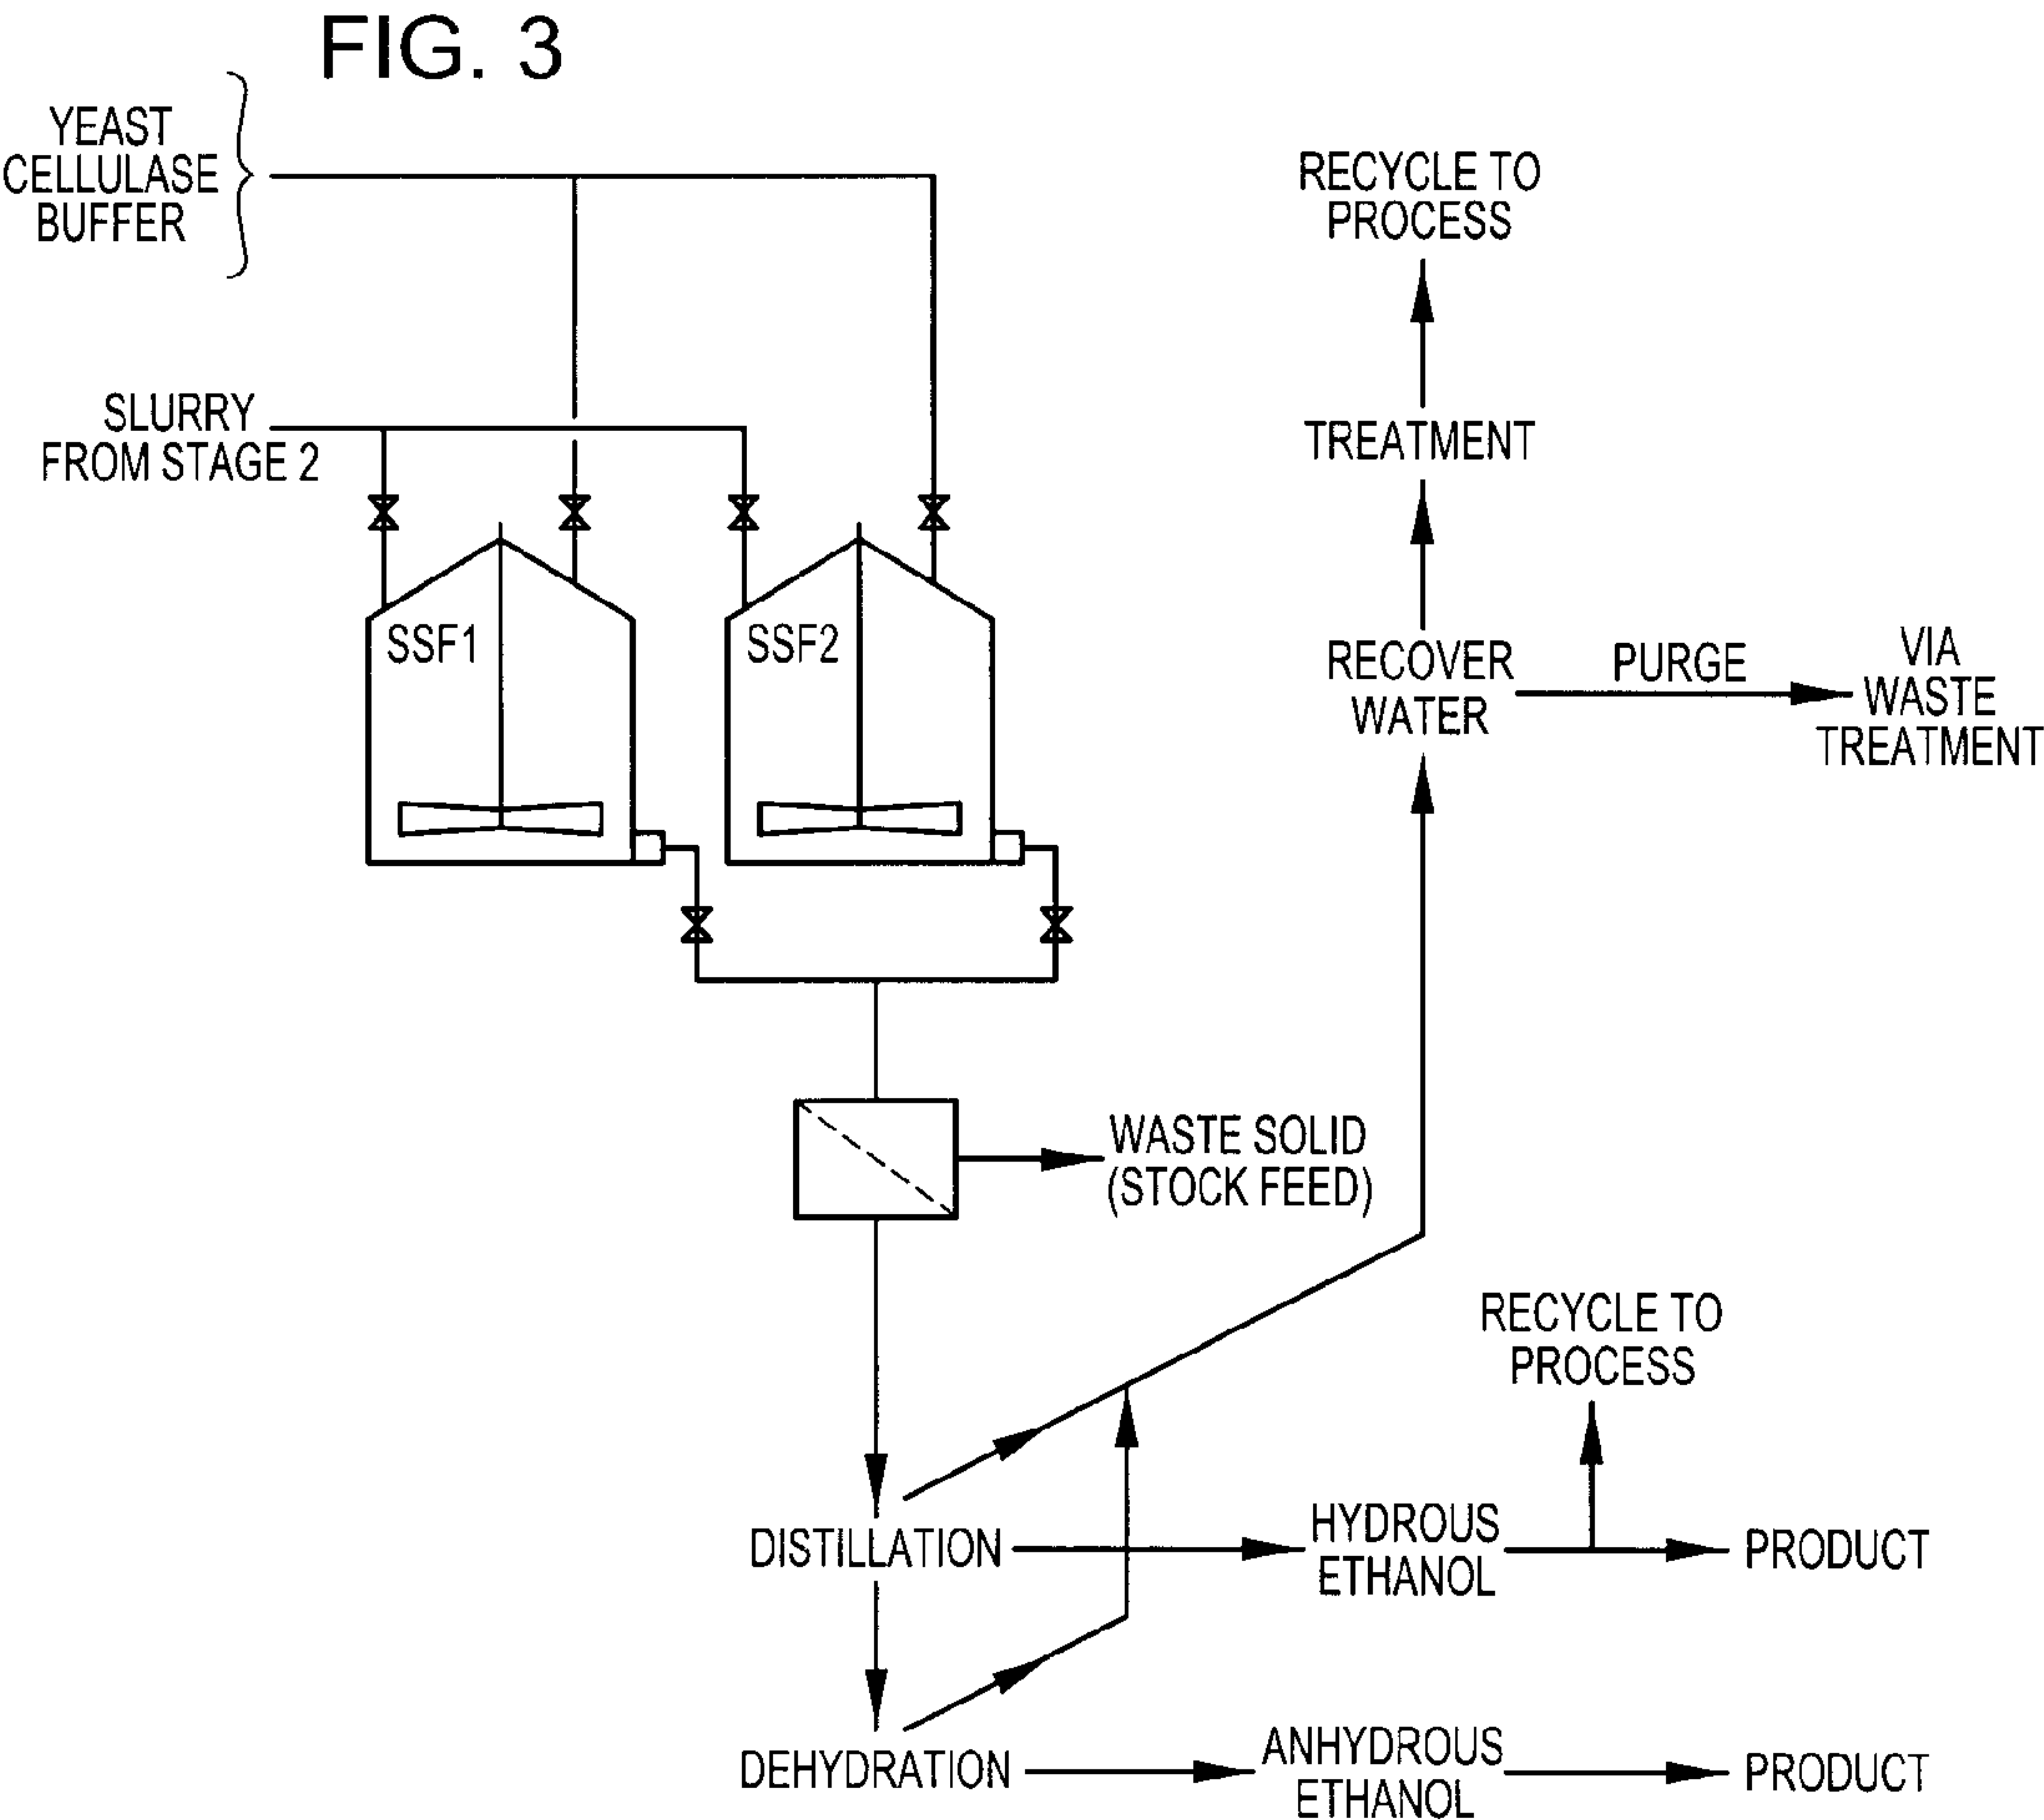 FIG. 3
YEAST
CELLULASE
BUFFER
RECYCLE TO
PROCESS
SLURRY
FROM STAGE 2
TREATMENT
SSF1
SSF2
RECOVER
WATER
PURGE
VIA
WASTE
TREATMENT
WASTE SOLID
(STOCK FEED)
RECYCLE TO
PROCESS
DISTILLATION
HYDROUS
ETHANOL
PRODUCT
DEHYDRATION
ANHYDROUS
ETHANOL
PRODUCT